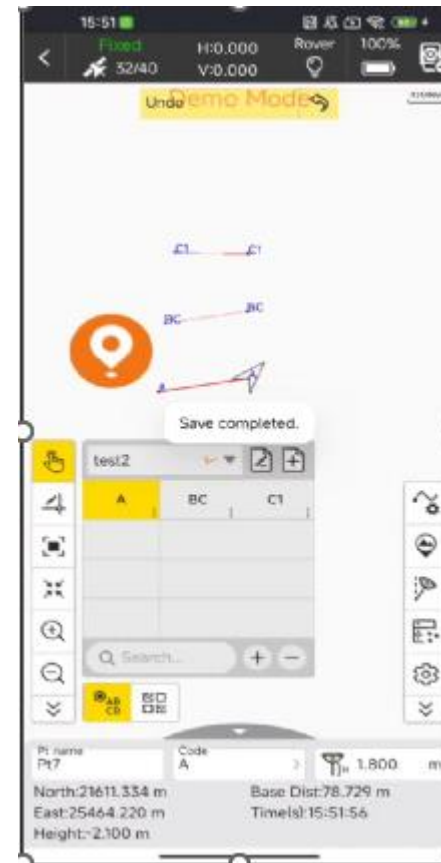 15:51
Fixed
32/40
H:0.000
V:0.000
Rover
100%
Undo
Demo Mode
C1 C1
BC BC
A
Save completed.
test2
A BC C1
Search...
AB
CD
Pt name
Pt7
Code
A
1.800 m
North:21611.334 m
Base Dist:78.729 m
East:25464.220 m
Time(s):15:51:56
Height:-2.100 m